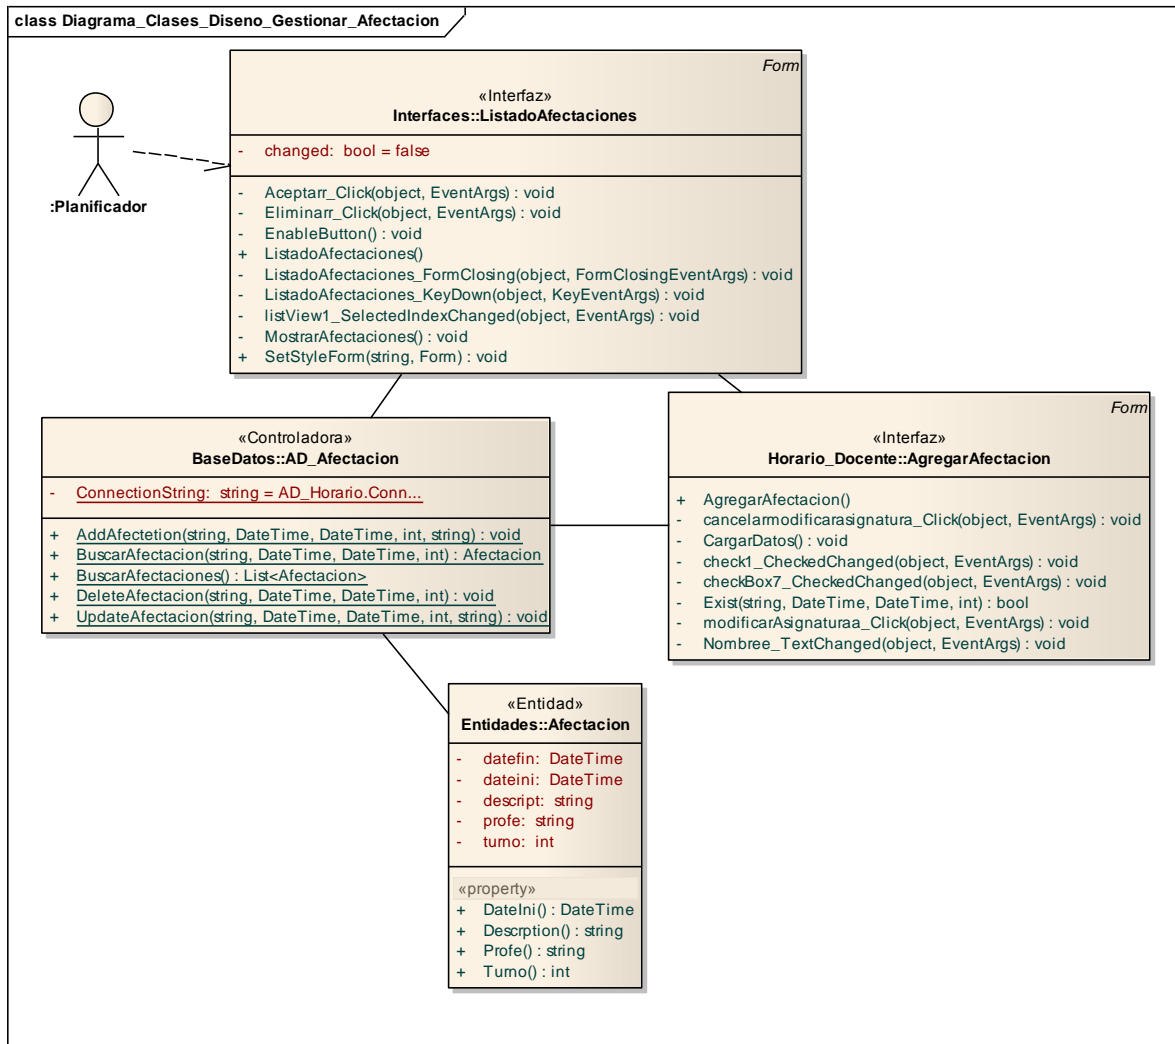 class Diagrama_Clases_Diseno_Gestionar_Afectacion
:Planificador
Form
«Interfaz»
Interfaces::ListadoAfectaciones
- changed: bool = false
- Aceptarr_Click(object, EventArgs) : void
- Eliminarr_Click(object, EventArgs) : void
- EnableButton() : void
+ ListadoAfectaciones()
- ListadoAfectaciones_FormClosing(object, FormClosingEventArgs) : void
- ListadoAfectaciones_KeyDown(object, KeyEventArgs) : void
- listView1_SelectedIndexChanged(object, EventArgs) : void
- MostrarAfectaciones() : void
+ SetStyleForm(string, Form) : void
«Controladora»
BaseDatos::AD_Afectacion
- ConnectionString: string = AD_Horario.Conn...
+ AddAfectetion(string, DateTime, DateTime, int, string) : void
+ BuscarAfectacion(string, DateTime, DateTime, int) : Afectacion
+ BuscarAfectaciones() : List<Afectacion>
+ DeleteAfectacion(string, DateTime, DateTime, int) : void
+ UpdateAfectacion(string, DateTime, DateTime, int, string) : void
Form
«Interfaz»
Horario_Docente::AgregarAfectacion
+ AgregarAfectacion()
- cancelarmodificarasignatura_Click(object, EventArgs) : void
- CargarDatos() : void
- check1_CheckedChanged(object, EventArgs) : void
- checkBox7_CheckedChanged(object, EventArgs) : void
- Exist(string, DateTime, DateTime, int) : bool
- modificarAsignaturaa_Click(object, EventArgs) : void
- Nombree_TextChanged(object, EventArgs) : void
«Entidad»
Entidades::Afectacion
- datefin: DateTime
- dateini: DateTime
- descript: string
- profe: string
- turno: int
«property»
+ DateIni() : DateTime
+ Descrption() : string
+ Profe() : string
+ Turno() : int